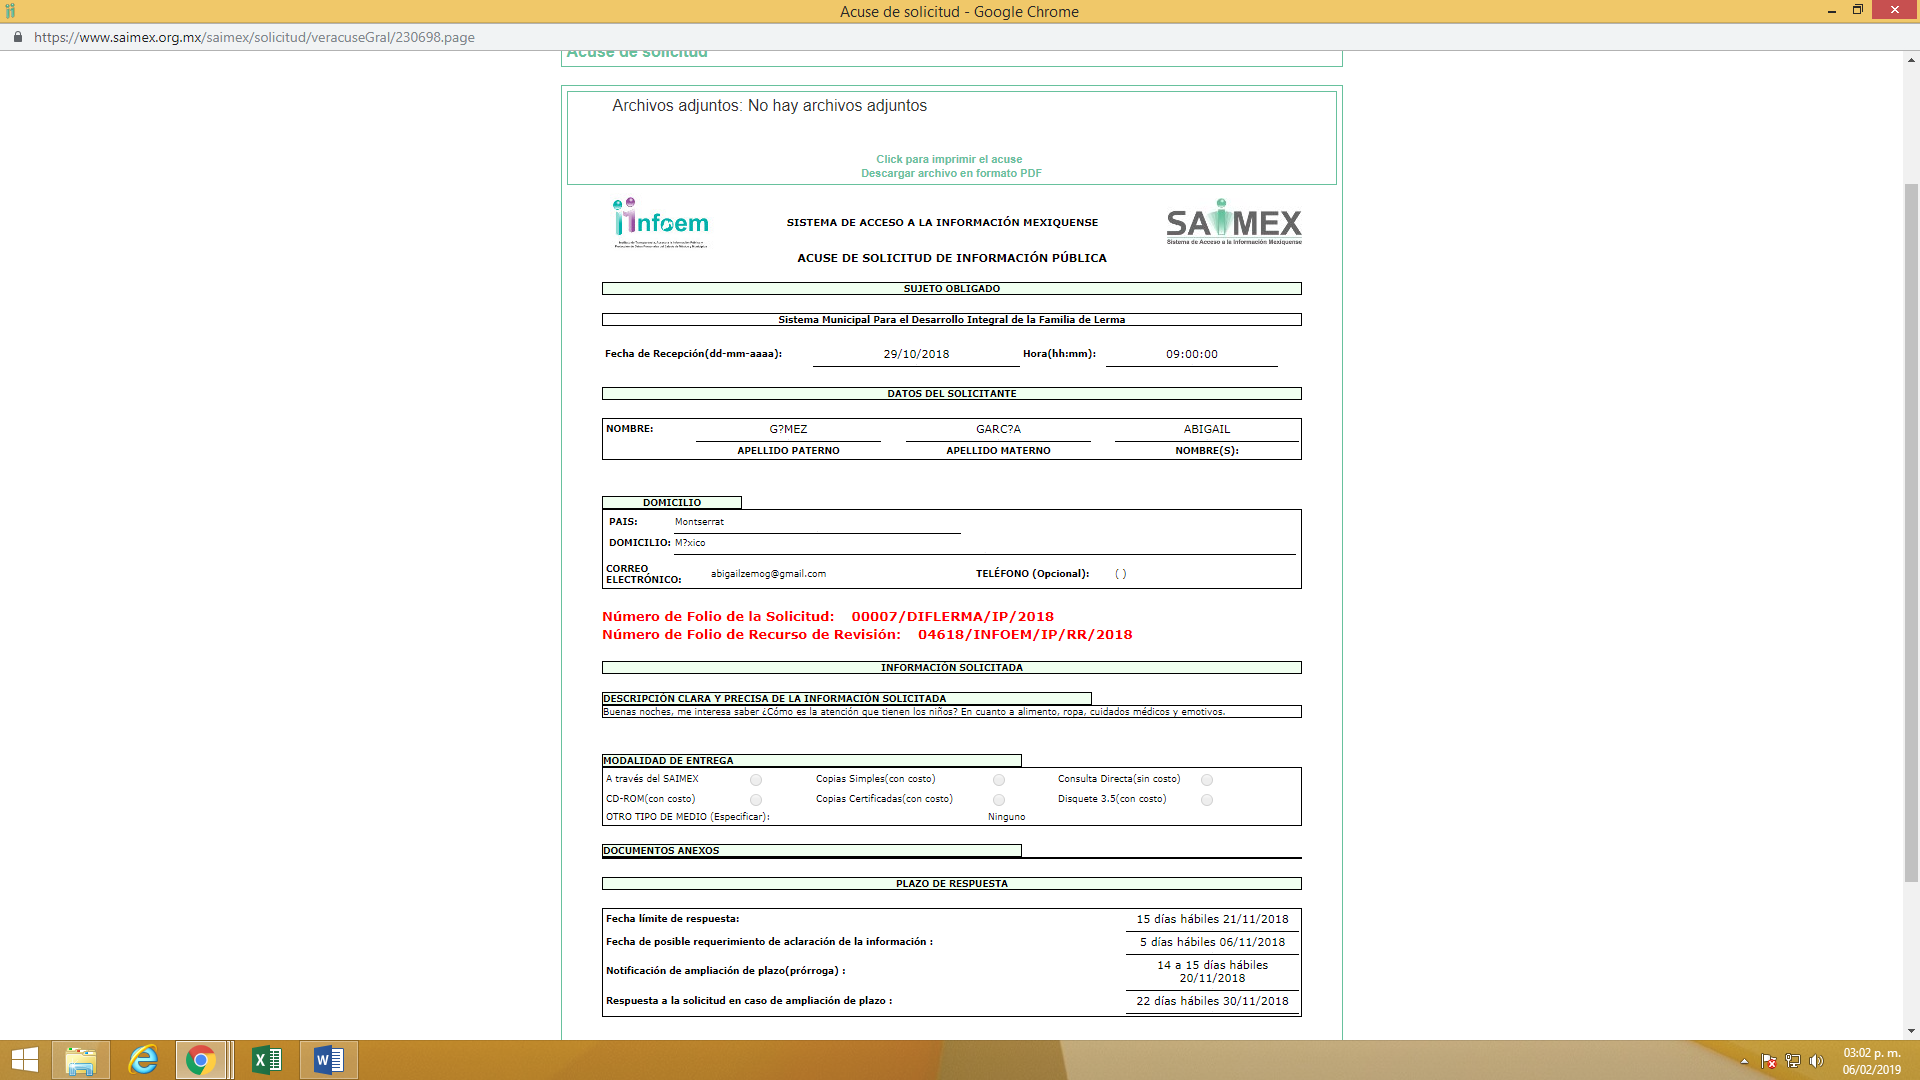 Acuse de solicitud - Google Chrome
https://www.saimex.org.mx/saimex/solicitud/veracuseGral/230698.page
Acuse de solicitud
Archivos adjuntos: No hay archivos adjuntos
Click para imprimir el acuse
Descargar archivo en formato PDF
infoem
SISTEMA DE ACCESO A LA INFORMACIÓN MEXIQUENSE
SAIMEX
Sistema de Acceso a la Información Mexiquense
ACUSE DE SOLICITUD DE INFORMACIÓN PÚBLICA
SUJETO OBLIGADO
Sistema Municipal Para el Desarrollo Integral de la Familia de Lerma
Fecha de Recepción(dd-mm-aaaa): 29/10/2018 Hora(hh:mm): 09:00:00
DATOS DEL SOLICITANTE
NOMBRE: G?MEZ GARC?A ABIGAIL
APELLIDO PATERNO APELLIDO MATERNO NOMBRE(S):
DOMICILIO
PAIS: Montserrat
DOMICILIO: M?xico
CORREO ELECTRÓNICO: abigailzemog@gmail.com TELÉFONO (Opcional): ( )
Número de Folio de la Solicitud: 00007/DIFLERMA/IP/2018
Número de Folio de Recurso de Revisión: 04618/INFOEM/IP/RR/2018
INFORMACIÓN SOLICITADA
DESCRIPCIÓN CLARA Y PRECISA DE LA INFORMACIÓN SOLICITADA
Buenas noches, me interesa saber ¿Cómo es la atención que tienen los niños? En cuanto a alimento, ropa, cuidados médicos y emotivos.
MODALIDAD DE ENTREGA
A través del SAIMEX Copias Simples(con costo) Consulta Directa(sin costo)
CD-ROM(con costo) Copias Certificadas(con costo) Disquete 3.5(con costo)
OTRO TIPO DE MEDIO (Especificar): Ninguno
DOCUMENTOS ANEXOS
PLAZO DE RESPUESTA
Fecha límite de respuesta: 15 días hábiles 21/11/2018
Fecha de posible requerimiento de aclaración de la información : 5 días hábiles 06/11/2018
Notificación de ampliación de plazo(prórroga) : 14 a 15 días hábiles 20/11/2018
Respuesta a la solicitud en caso de ampliación de plazo : 22 días hábiles 30/11/2018
03:02 p. m.
06/02/2019